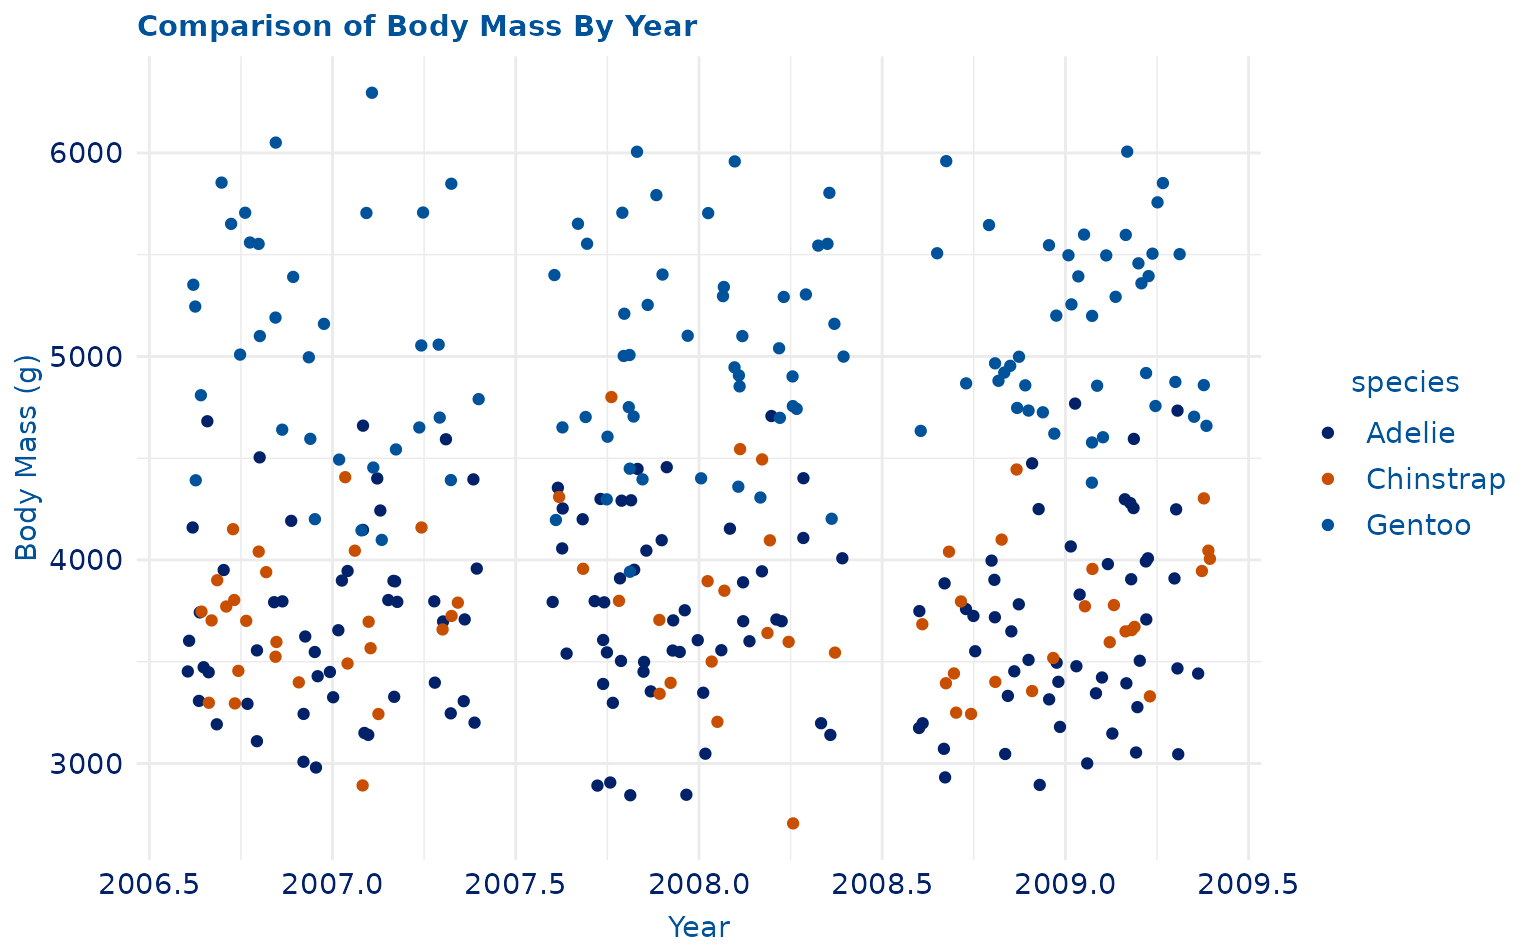 Comparison of Body Mass By Year
Body Mass (g)
6000
5000
4000
3000
2006.5 2007.0 2007.5 2008.0 2008.5 2009.0 2009.5
Year
species
Adelie
Chinstrap
Gentoo